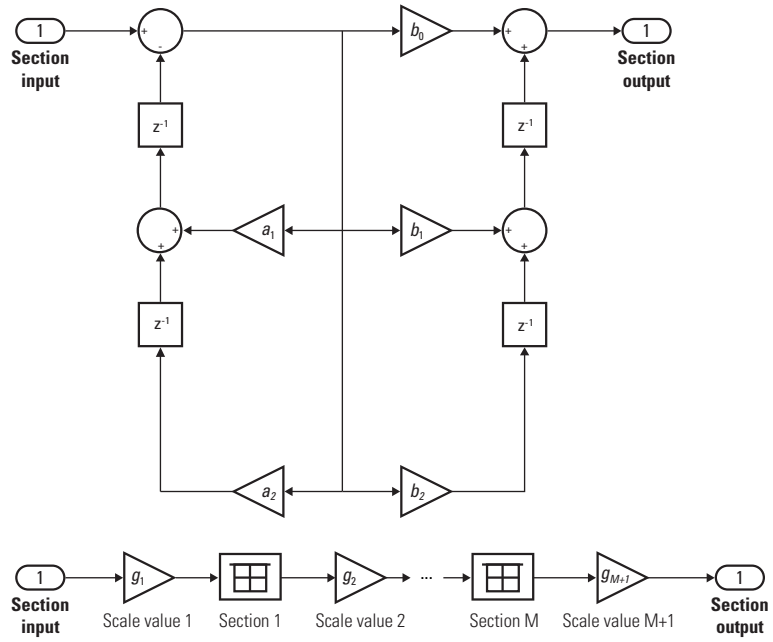 1
Section
input
+
-
b₀
+
+
1
Section
output
z⁻¹
z⁻¹
+
+
a₁
b₁
+
+
z⁻¹
z⁻¹
a₂
b₂
1
Section
input
g₁
Scale value 1
Section 1
g₂
Scale value 2
...
Section M
gM+1
Scale value M+1
1
Section
output